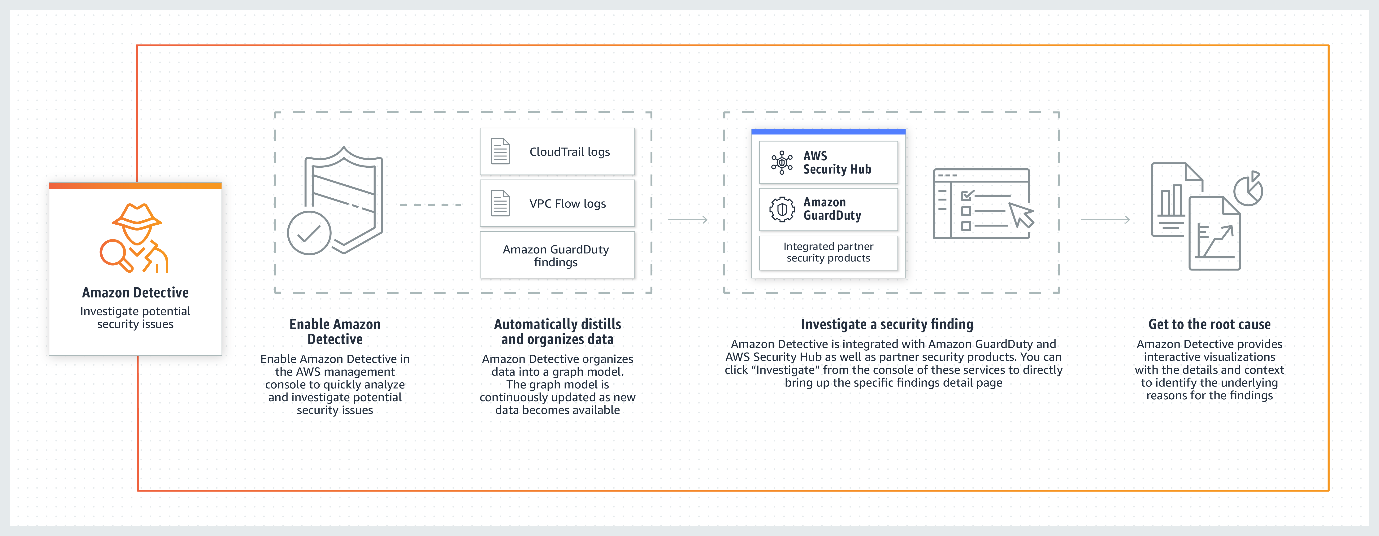 Amazon Detective
Investigate potential
security issues
CloudTrail logs
VPC Flow logs
Amazon GuardDuty
findings
Enable Amazon
Detective
Enable Amazon Detective in
the AWS management
console to quickly analyze
and investigate potential
security issues
Automatically distills
and organizes data
Amazon Detective organizes
data into a graph model.
The graph model is
continuously updated as new
data becomes available
AWS
Security Hub
Amazon
GuardDuty
Integrated partner
security products
Investigate a security finding
Amazon Detective is integrated with Amazon GuardDuty and
AWS Security Hub as well as partner security products. You can
click “Investigate” from the console of these services to directly
bring up the specific findings detail page
Get to the root cause
Amazon Detective provides
interactive visualizations
with the details and context
to identify the underlying
reasons for the findings